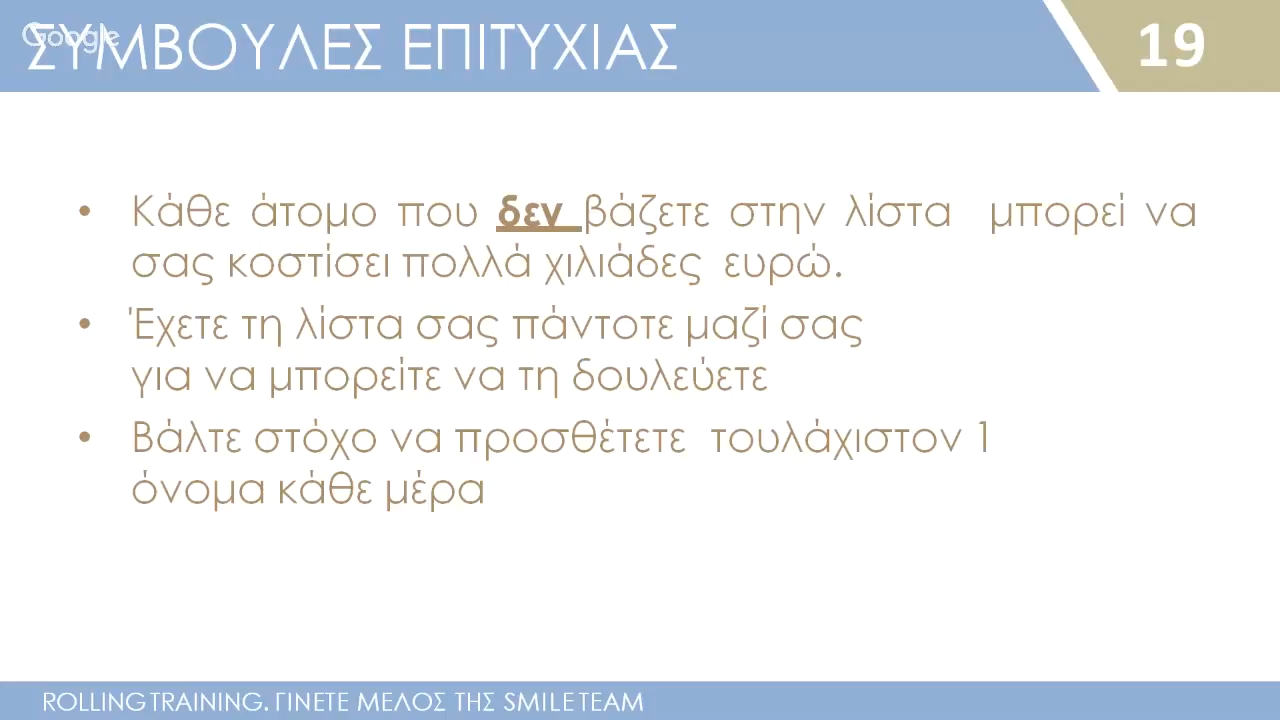 ΣΥΜΒΟΥΛΕΣ ΕΠΙΤΥΧΙΑΣ
Google
19
• Κάθε άτομο που δεν βάζετε στην λίστα μπορεί να
σας κοστίσει πολλά χιλιάδες ευρώ.
• Έχετε τη λίστα σας πάντοτε μαζί σας
για να μπορείτε να τη δουλεύετε
• Βάλτε στόχο να προσθέτετε τουλάχιστον 1
όνομα κάθε μέρα
ROLLING TRAINING. ΓΙΝΕΤΕ ΜΕΛΟΣ ΤΗΣ SMILE TEAM